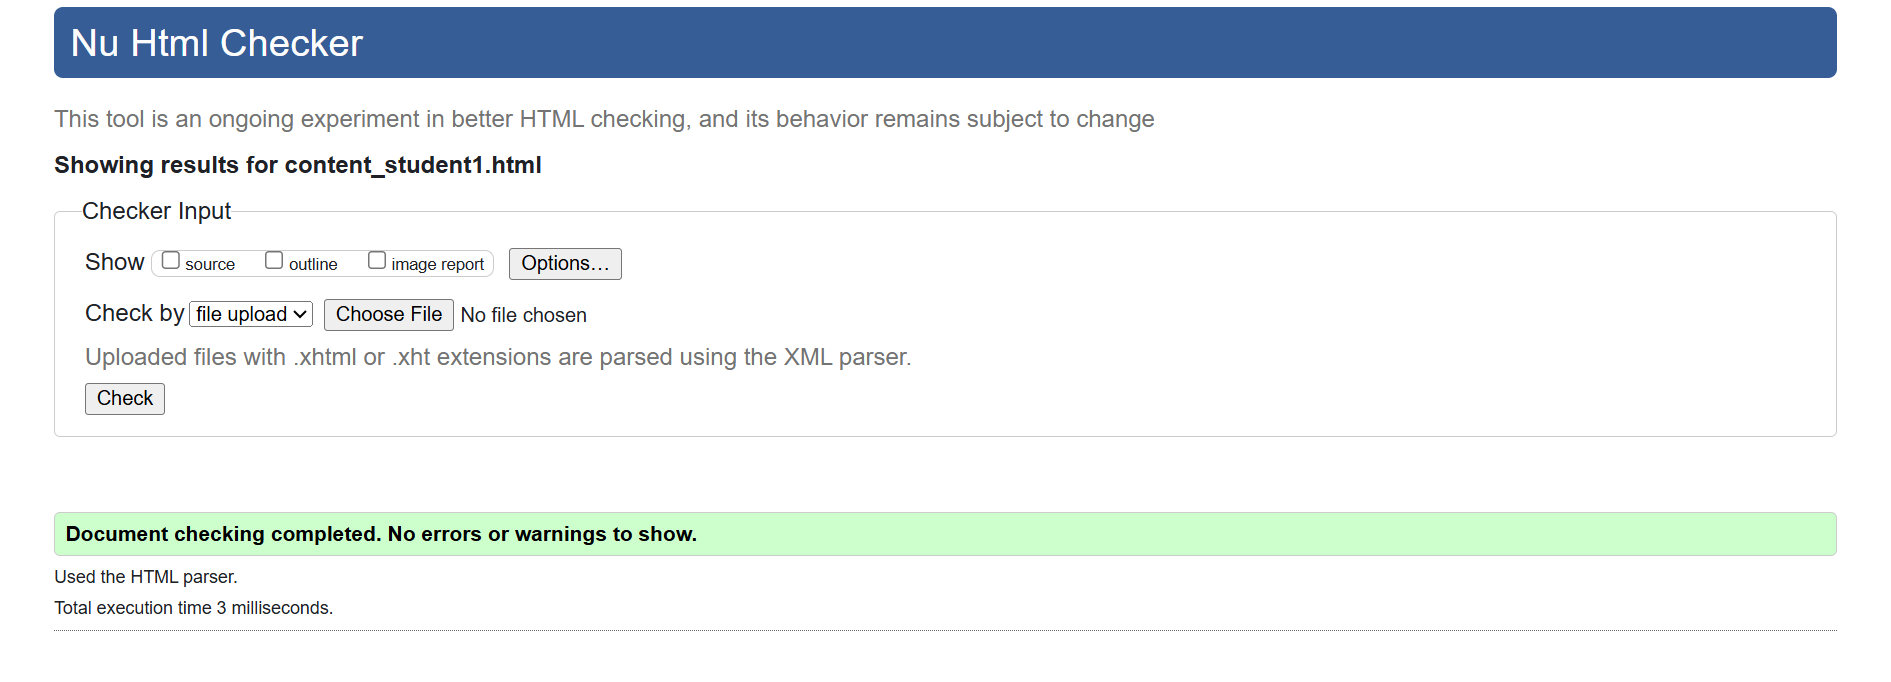 Nu Html Checker
This tool is an ongoing experiment in better HTML checking, and its behavior remains subject to change
Showing results for content_student1.html
Checker Input
Show source outline image report Options…
Check by file upload Choose File No file chosen
Uploaded files with .xhtml or .xht extensions are parsed using the XML parser.
Check
Document checking completed. No errors or warnings to show.
Used the HTML parser.
Total execution time 3 milliseconds.